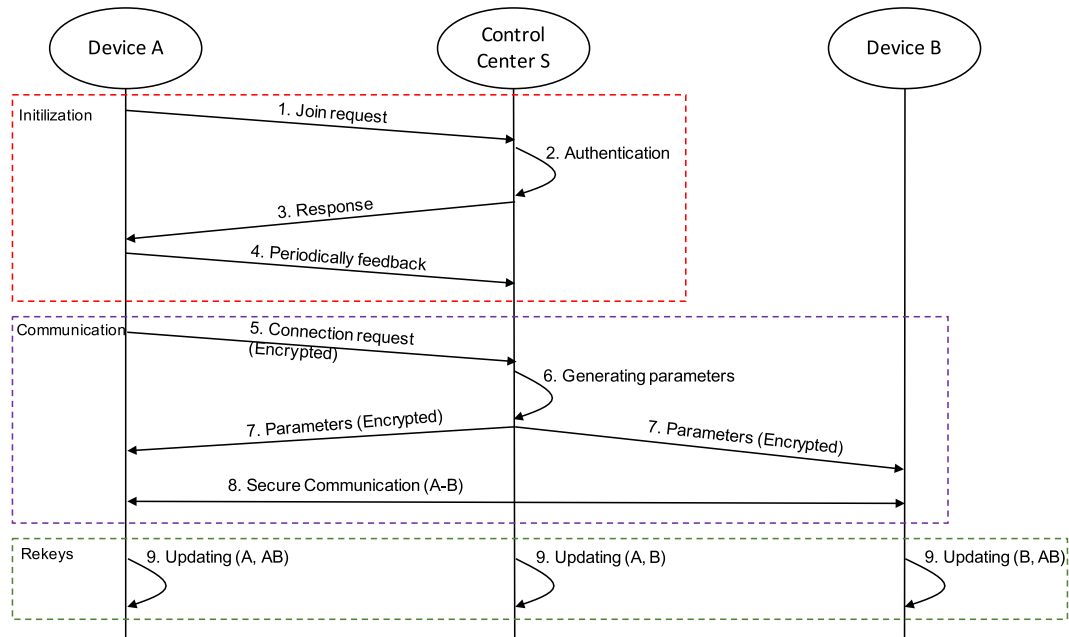 Device A
Control
Center S
Device B
Initilization
1. Join request
2. Authentication
3. Response
4. Periodically feedback
Communication
5. Connection request
(Encrypted)
6. Generating parameters
7. Parameters (Encrypted)
7. Parameters (Encrypted)
8. Secure Communication (A-B)
Rekeys
9. Updating (A, AB)
9. Updating (A, B)
9. Updating (B, AB)